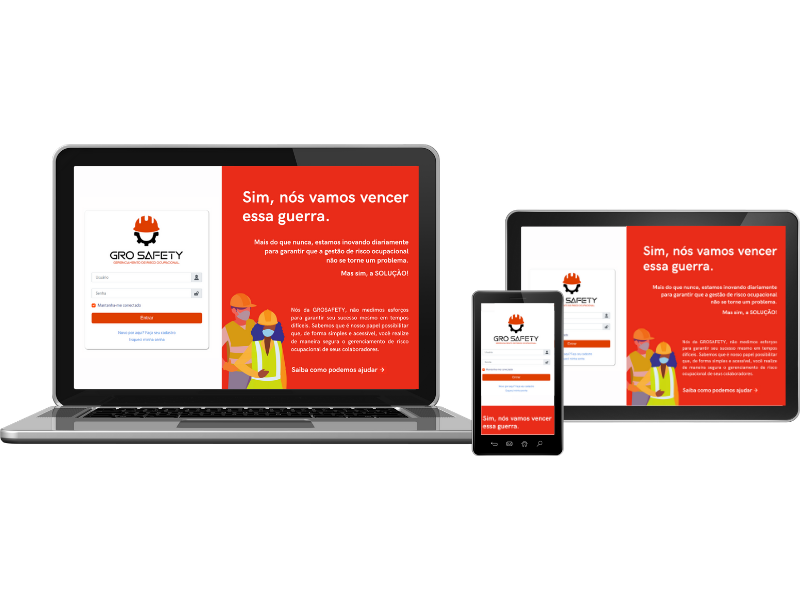 GRO SAFETY
GERENCIAMENTO DE RISCO OCUPACIONAL
Usuário
Senha
Mantenha-me conectado
Entrar
Novo por aqui? Faça seu cadastro
Esqueci minha senha
Sim, nós vamos vencer
essa guerra.
Mais do que nunca, estamos inovando diariamente
para garantir que a gestão de risco ocupacional
não se torne um problema.
Mas sim, a SOLUÇÃO!
Nós da GROSAFETY, não medimos esforços
para garantir seu sucesso mesmo em tempos
difíceis. Sabemos que é nosso papel possibilitar
que, de forma simples e acessível, você realize
de maneira segura o gerenciamento de risco
ocupacional de seus colaboradores.
Saiba como podemos ajudar →
GRO SAFETY
Entrar
Sim, nós vamos vencer
essa guerra.
SAFETY
Entrar
Sim, nós vamos vencer
essa guerra.
Mais do que nunca, estamos inovando diariamente
para garantir que a gestão de risco ocupacional
não se torne um problema.
Mas sim, a SOLUÇÃO!
Nós da GROSAFETY, não medimos esforços
para garantir seu sucesso mesmo em tempos
difíceis. Sabemos que é nosso papel possibilitar
que, de forma simples e acessível, você realize
de maneira segura o gerenciamento de risco
ocupacional de seus colaboradores.
Saiba como podemos ajudar →